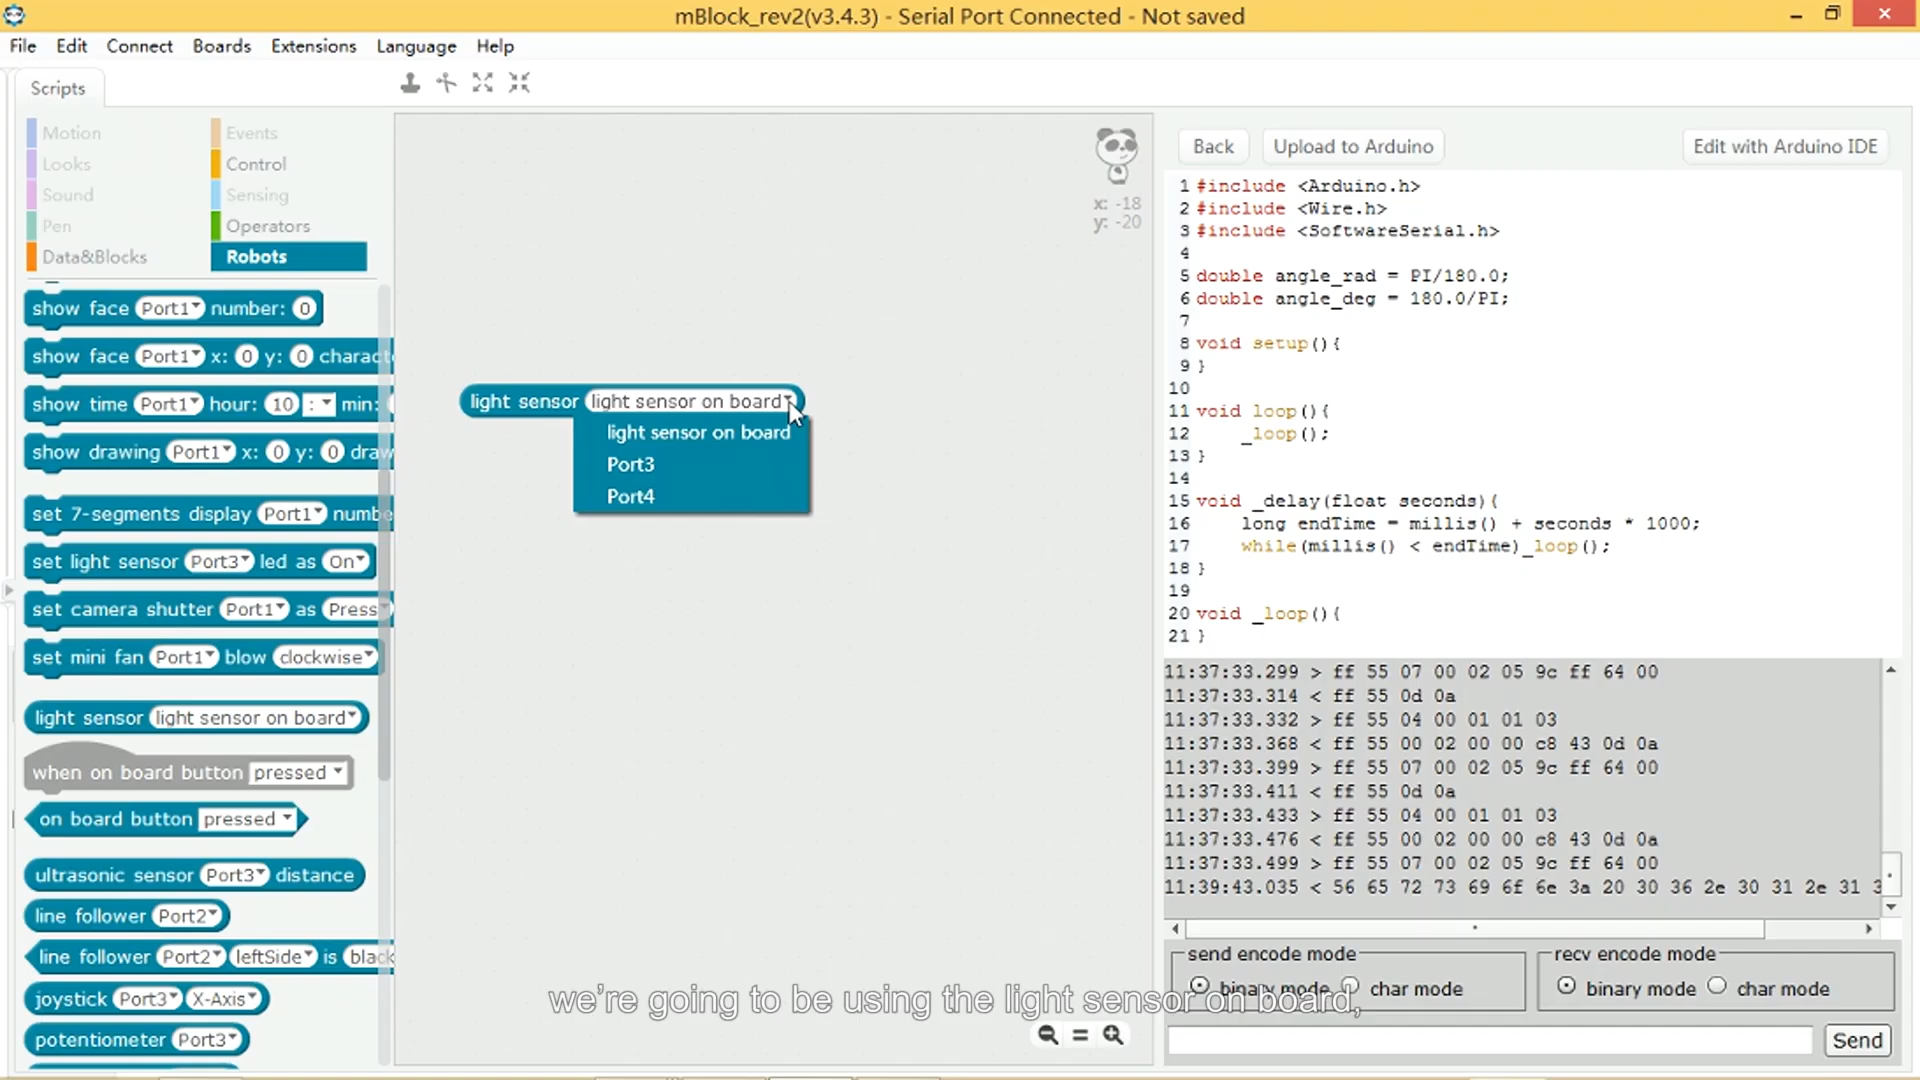 mBlock_rev2(v3.4.3) - Serial Port Connected - Not saved
File Edit Connect Boards Extensions Language Help
Scripts
Motion Events
Looks Control
Sound Sensing
Pen Operators
Data&Blocks Robots
show face Port1 number: 0
show face Port1 x: 0 y: 0 charact
show time Port1 hour: 10 : min:
show drawing Port1 x: 0 y: 0 draw
set 7-segments display Port1 numbe
set light sensor Port3 led as On
set camera shutter Port1 as Press
set mini fan Port1 blow clockwise
light sensor light sensor on board
when on board button pressed
on board button pressed
ultrasonic sensor Port3 distance
line follower Port2
line follower Port2 leftSide is black
joystick Port3 X-Axis
potentiometer Port3
light sensor light sensor on board
light sensor on board
Port3
Port4
x: -18
y: -20
Back Upload to Arduino Edit with Arduino IDE
1 #include <Arduino.h>
2 #include <Wire.h>
3 #include <SoftwareSerial.h>
4
5 double angle_rad = PI/180.0;
6 double angle_deg = 180.0/PI;
7
8 void setup(){
9 }
10
11 void loop(){
12 _loop();
13 }
14
15 void _delay(float seconds){
16 long endTime = millis() + seconds * 1000;
17 while(millis() < endTime)_loop();
18 }
19
20 void _loop(){
21 }
11:37:33.299 > ff 55 07 00 02 05 9c ff 64 00
11:37:33.314 < ff 55 0d 0a
11:37:33.332 > ff 55 04 00 01 01 03
11:37:33.368 < ff 55 00 02 00 00 c8 43 0d 0a
11:37:33.399 > ff 55 07 00 02 05 9c ff 64 00
11:37:33.411 < ff 55 0d 0a
11:37:33.433 > ff 55 04 00 01 01 03
11:37:33.476 < ff 55 00 02 00 00 c8 43 0d 0a
11:37:33.499 > ff 55 07 00 02 05 9c ff 64 00
11:39:43.035 < 56 65 72 73 69 6f 6e 3a 20 30 36 2e 30 31 2e 31 3
send encode mode recv encode mode
binary mode char mode binary mode char mode
Send
we're going to be using the light sensor on board,